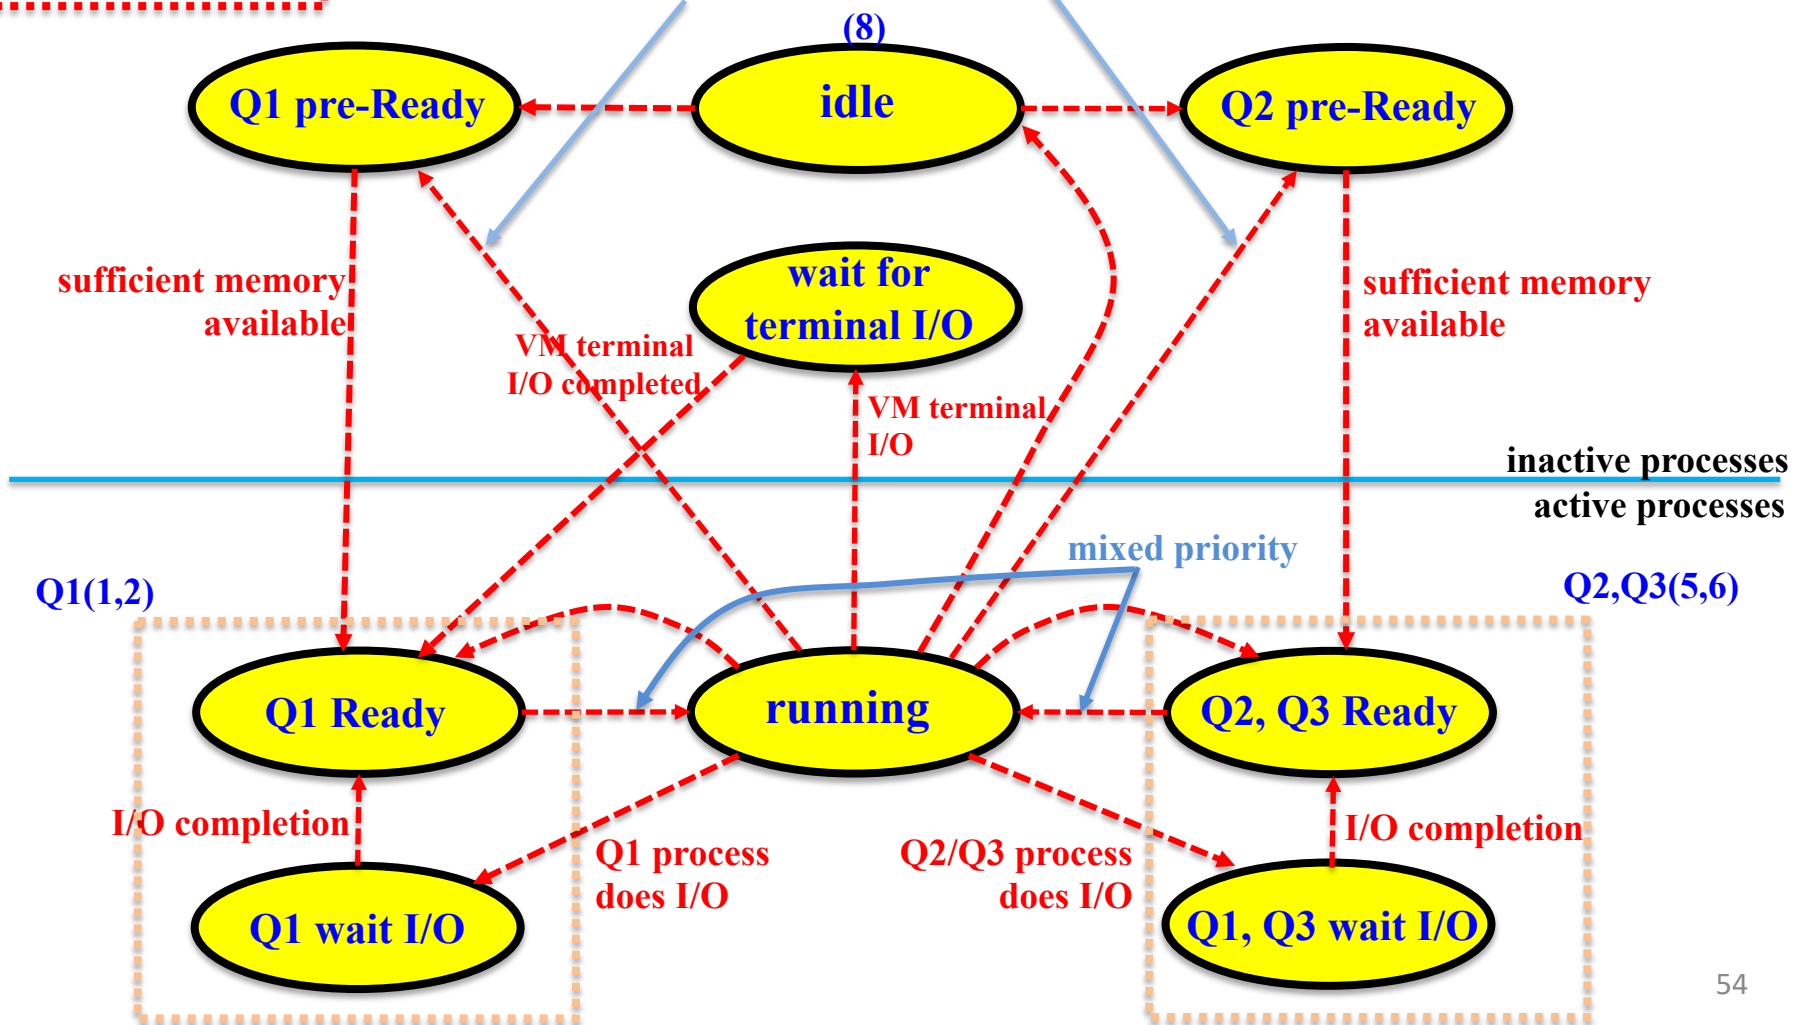 (8)
Q1 pre-Ready
idle
Q2 pre-Ready
wait for
terminal I/O
sufficient memory
available
sufficient memory
available
VM terminal
I/O completed
VM terminal
I/O
inactive processes
active processes
mixed priority
Q1(1,2)
Q2,Q3(5,6)
Q1 Ready
running
Q2, Q3 Ready
I/O completion
I/O completion
Q1 process
does I/O
Q2/Q3 process
does I/O
Q1 wait I/O
Q1, Q3 wait I/O
54